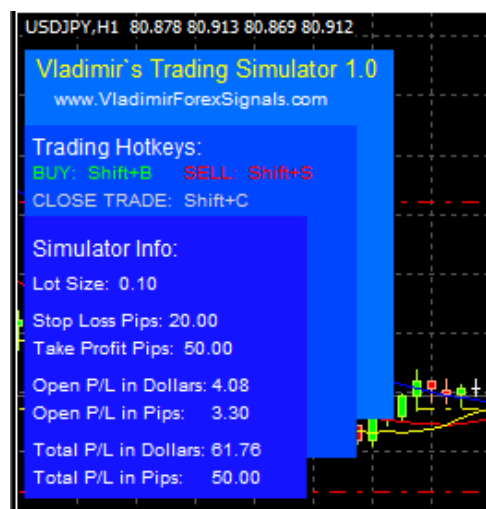 USDJPY,H1 80.878 80.913 80.869 80.912
Vladimir`s Trading Simulator 1.0
www.VladimirForexSignals.com
Trading Hotkeys:
BUY: Shift+B SELL: Shift+S
CLOSE TRADE: Shift+C
Simulator Info:
Lot Size: 0.10
Stop Loss Pips: 20.00
Take Profit Pips: 50.00
Open P/L in Dollars: 4.08
Open P/L in Pips: 3.30
Total P/L in Dollars: 61.76
Total P/L in Pips: 50.00